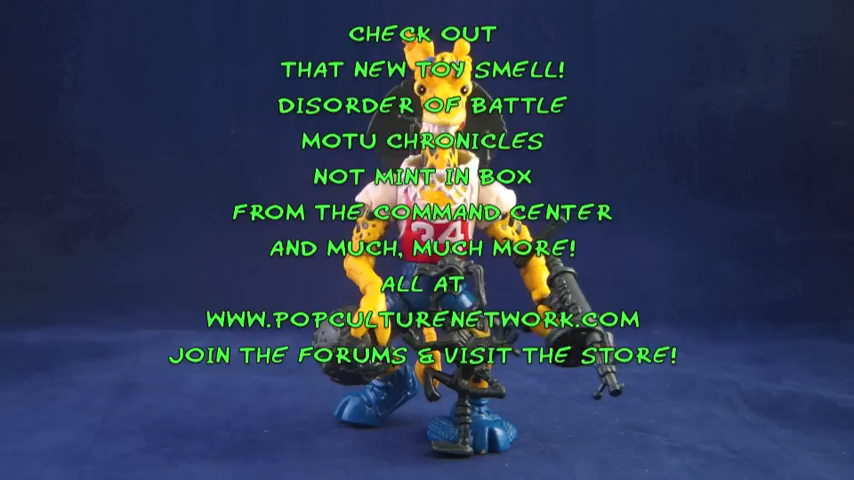 CHECK OUT
THAT NEW TOY SMELL!
DISORDER OF BATTLE
MOTU CHRONICLES
NOT MINT IN BOX
FROM THE COMMAND CENTER
34
AND MUCH, MUCH MORE!
ALL AT
WWW.POPCULTURENETWORK.COM
JOIN THE FORUMS & VISIT THE STORE!